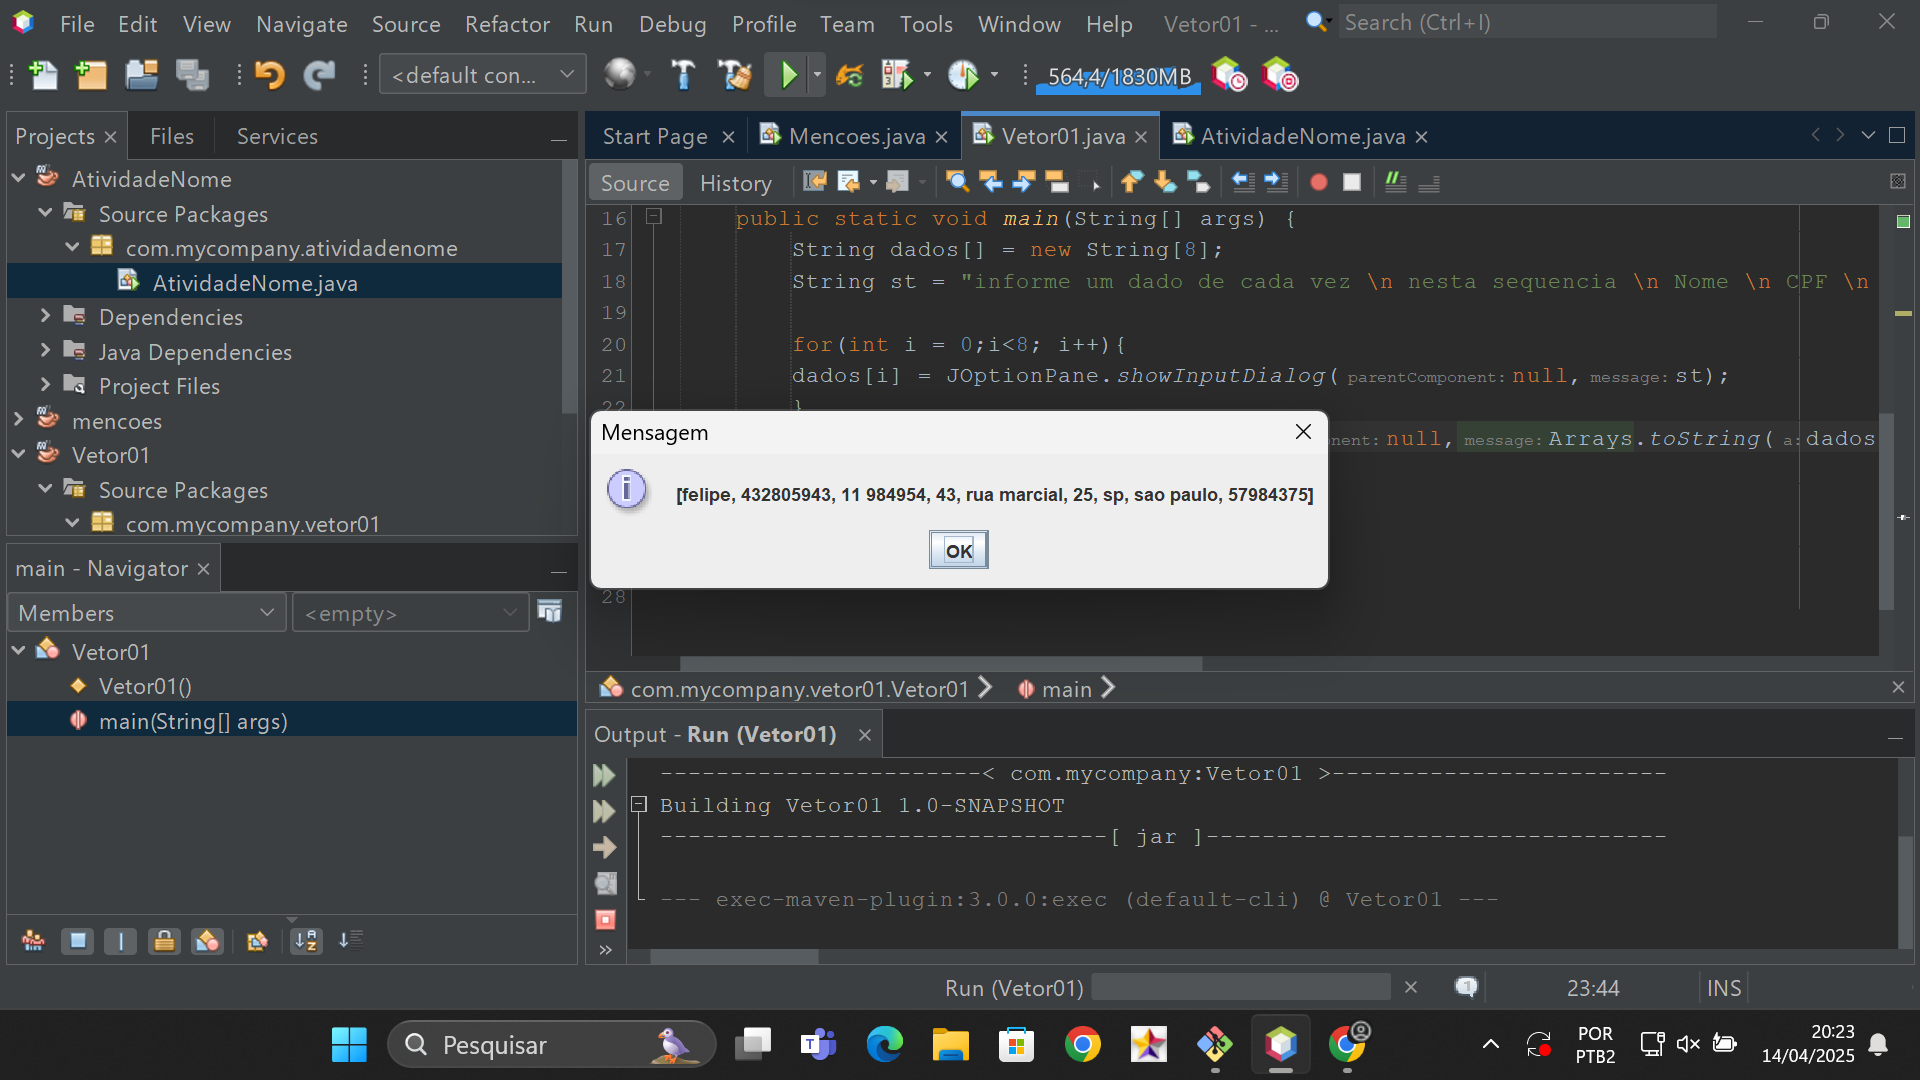 File Edit View Navigate Source Refactor Run Debug Profile Team Tools Window Help Vetor01 - ... Search (Ctrl+I)
<default con... 564,4/1830MB
Projects Files Services
AtividadeNome
Source Packages
com.mycompany.atividadenome
AtividadeNome.java
Dependencies
Java Dependencies
Project Files
mencoes
Vetor01
Source Packages
com.mycompany.vetor01
main - Navigator
Members <empty>
Vetor01
Vetor01()
main(String[] args)
Start Page Mencoes.java Vetor01.java AtividadeNome.java
Source History
16 public static void main(String[] args) {
17 String dados[] = new String[8];
18 String st = "informe um dado de cada vez \n nesta sequencia \n Nome \n CPF \n
19
20 for(int i = 0;i<8; i++){
21 dados[i] = JOptionPane.showInputDialog( parentComponent: null, message: st);
22 }
nent: null, message: Arrays.toString( a: dados
28
Mensagem
[felipe, 432805943, 11 984954, 43, rua marcial, 25, sp, sao paulo, 57984375]
OK
com.mycompany.vetor01.Vetor01 main
Output - Run (Vetor01)
-----------------------< com.mycompany:Vetor01 >------------------------
Building Vetor01 1.0-SNAPSHOT
--------------------------------[ jar ]---------------------------------
--- exec-maven-plugin:3.0.0:exec (default-cli) @ Vetor01 ---
Run (Vetor01) 1 23:44 INS
Pesquisar
POR
PTB2
20:23
14/04/2025